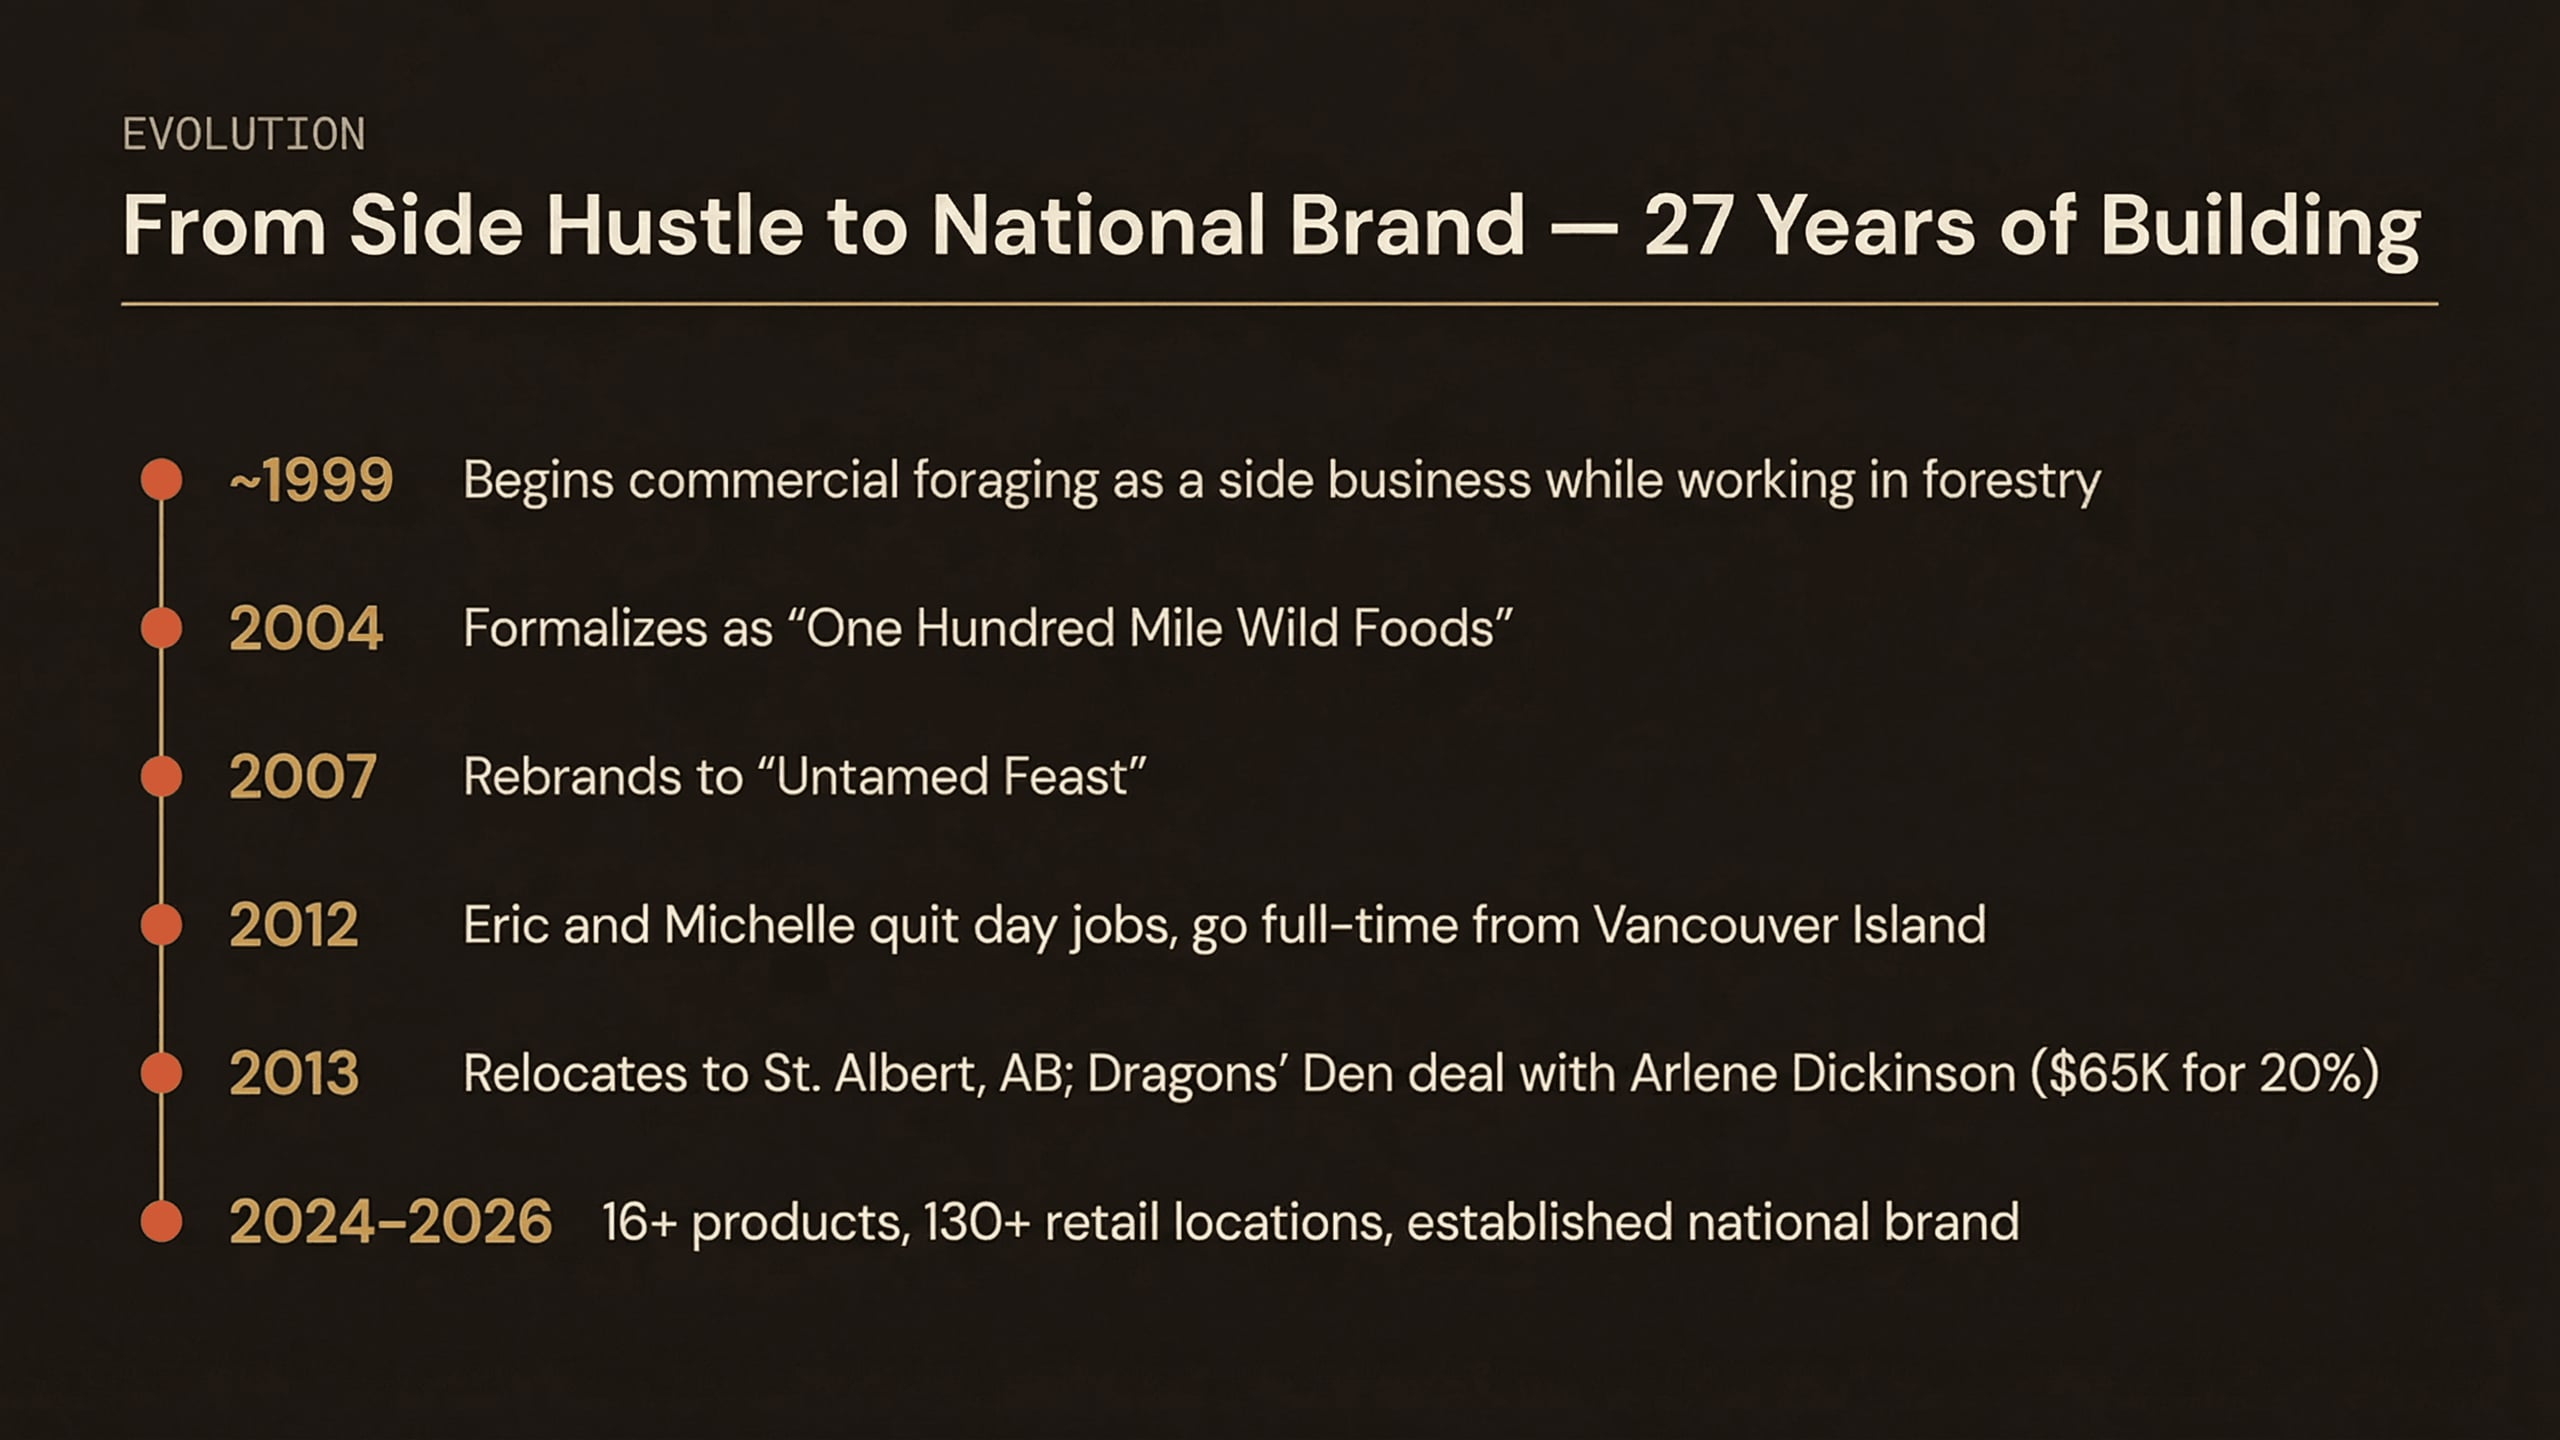 EVOLUTION
From Side Hustle to National Brand — 27 Years of Building
~1999 Begins commercial foraging as a side business while working in forestry
2004 Formalizes as “One Hundred Mile Wild Foods”
2007 Rebrands to “Untamed Feast”
2012 Eric and Michelle quit day jobs, go full-time from Vancouver Island
2013 Relocates to St. Albert, AB; Dragons’ Den deal with Arlene Dickinson ($65K for 20%)
2024–2026 16+ products, 130+ retail locations, established national brand